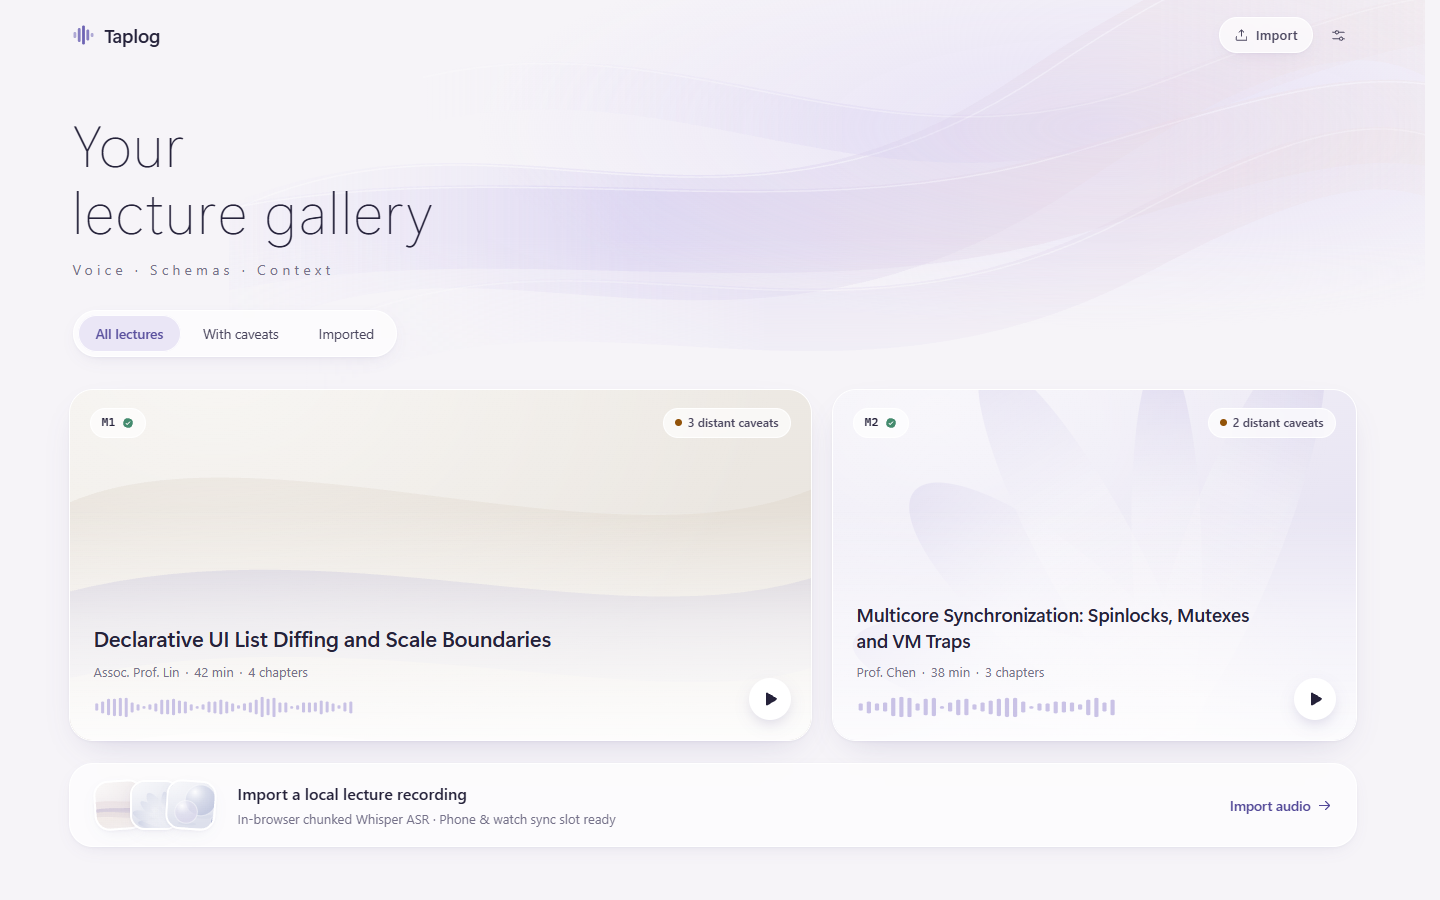 Taplog
Import
Your
lecture gallery
Voice · Schemas · Context
All lectures
With caveats
Imported
M1
3 distant caveats
Declarative UI List Diffing and Scale Boundaries
Assoc. Prof. Lin · 42 min · 4 chapters
M2
2 distant caveats
Multicore Synchronization: Spinlocks, Mutexes
and VM Traps
Prof. Chen · 38 min · 3 chapters
Import a local lecture recording
In-browser chunked Whisper ASR · Phone & watch sync slot ready
Import audio →